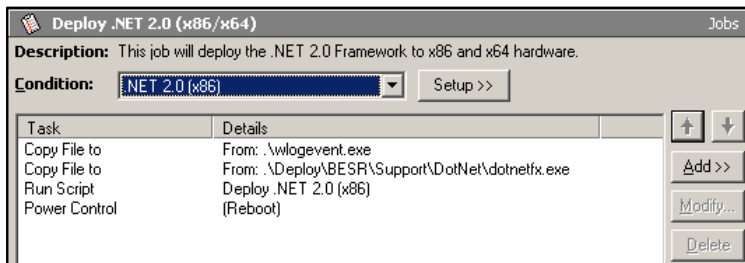 Deploy .NET 2.0 (x86/x64) Jobs
Description: This job will deploy the .NET 2.0 Framework to x86 and x64 hardware.
Condition: .NET 2.0 (x86) Setup >>
Task Details
Copy File to From: .\wlogevent.exe
Copy File to From: .\Deploy\BESR\Support\DotNet\dotnetfx.exe
Add >>
Run Script Deploy .NET 2.0 (x86)
Power Control (Reboot)
Modify...
Delete